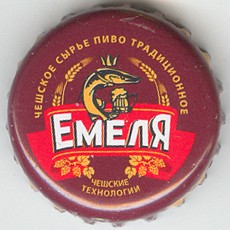 ЧЕШСКОЕ СЫРЬЕ ПИВО ТРАДИЦИОННОЕ
ЕМЕЛЯ
ЧЕШСКИЕ
ТЕХНОЛОГИИ